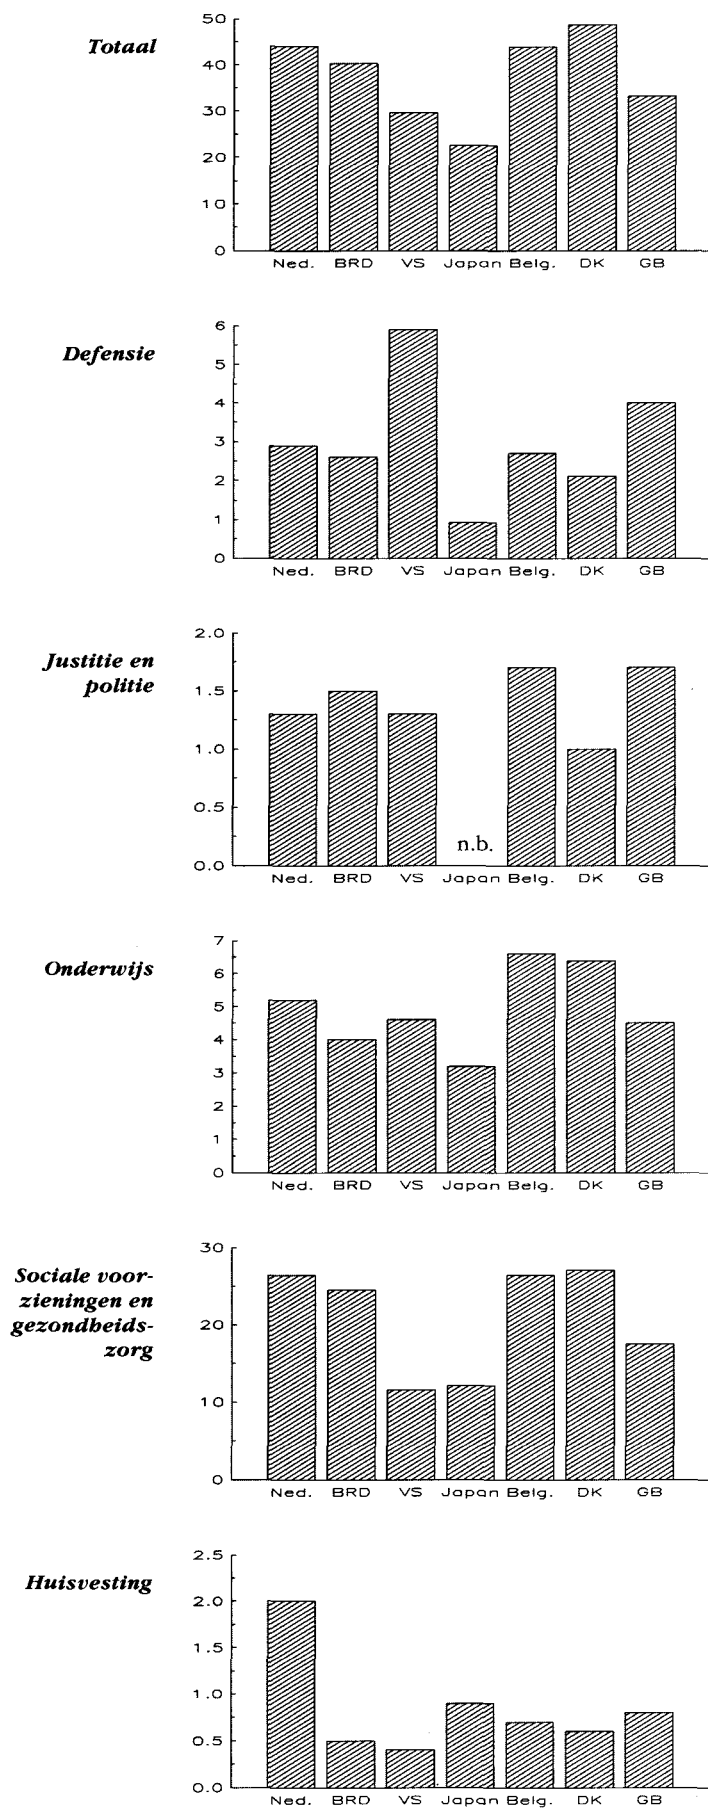 Totaal
50
40
30
20
10
0
Ned. BRD VS Japan Belg. DK GB
Defensie
6
5
4
3
2
1
0
Ned. BRD VS Japan Belg. DK GB
Justitie en
politie
2.0
1.5
1.0
0.5
0.0
n.b.
Ned. BRD VS Japan Belg. DK GB
Onderwijs
7
6
5
4
3
2
1
0
Ned. BRD VS Japan Belg. DK GB
Sociale voor-
zieningen en
gezondheids-
zorg
30
20
10
0
Ned. BRD VS Japan Belg. DK GB
Huisvesting
2.5
2.0
1.5
1.0
0.5
0.0
Ned. BRD VS Japan Belg. DK GB